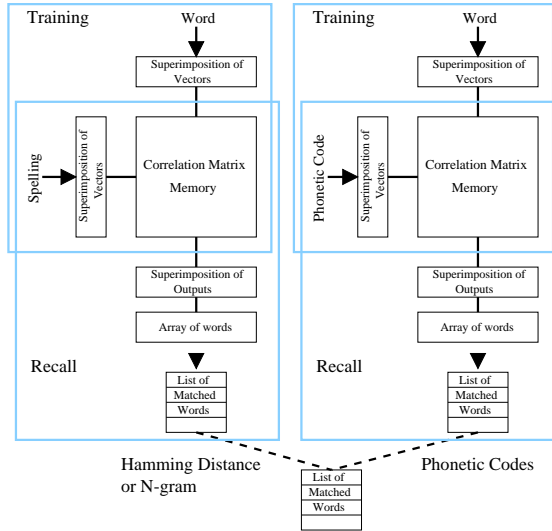 Training
Word
Superimposition of
Vectors
Spelling
Superimposition of
Vectors
Correlation Matrix
Memory
Superimposition of
Outputs
Array of words
Recall
List of
Matched
Words
Hamming Distance
or N-gram
Training
Word
Superimposition of
Vectors
Phonetic Code
Superimposition of
Vectors
Correlation Matrix
Memory
Superimposition of
Outputs
Array of words
Recall
List of
Matched
Words
Phonetic Codes
List of
Matched
Words